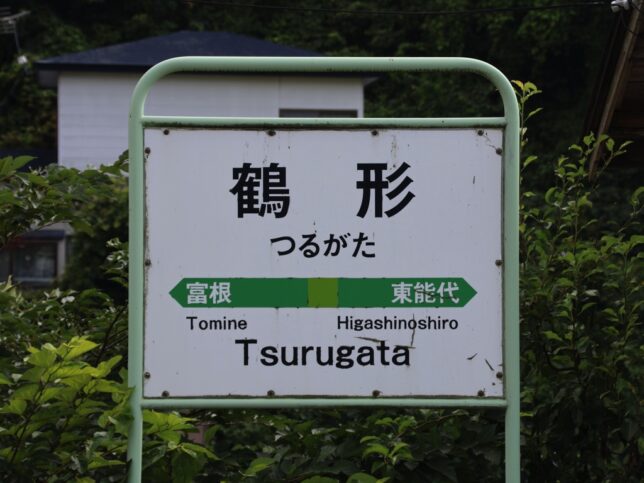 鶴形
つるがた
富根 東能代
Tomine Higashinoshiro
Tsurugata